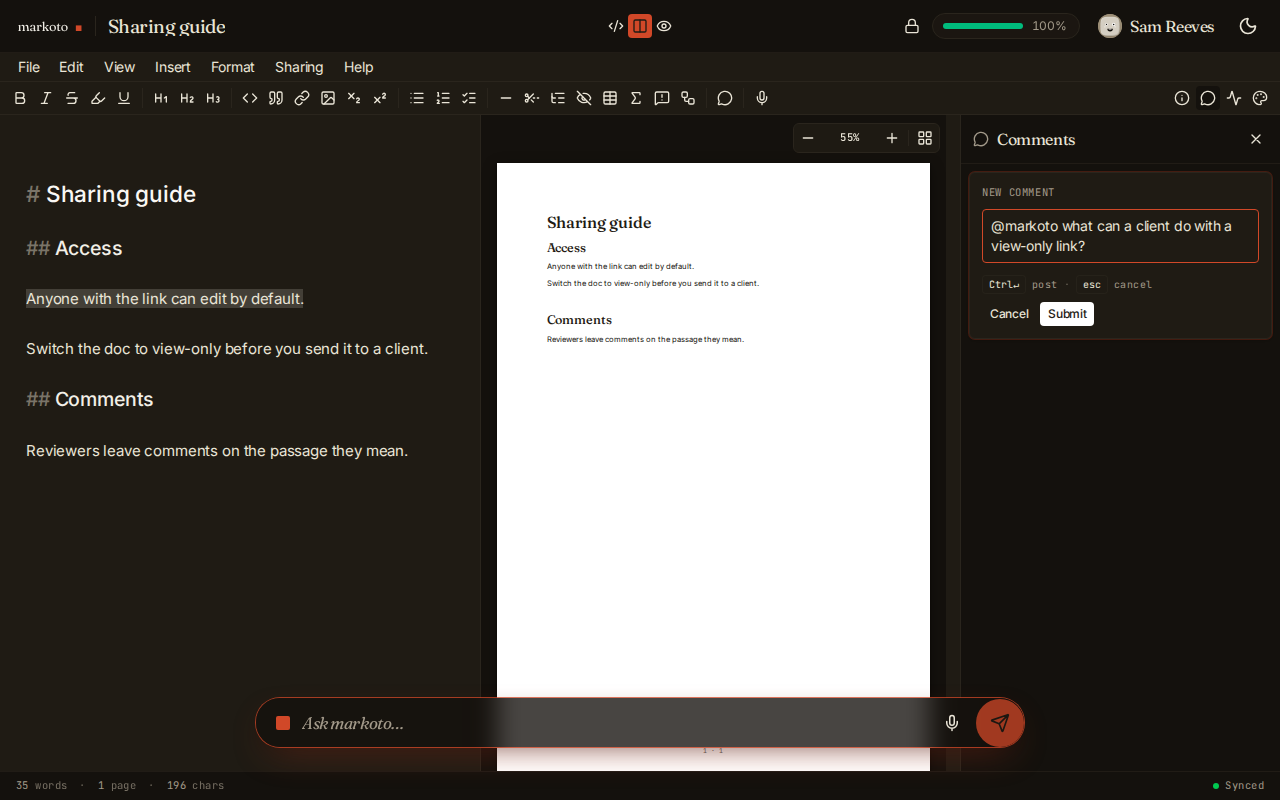 markoto
Sharing guide
100%
Sam Reeves
File Edit View Insert Format Sharing Help
H1 H2 H3
55%
Comments
# Sharing guide
## Access
Anyone with the link can edit by default.
Switch the doc to view-only before you send it to a client.
## Comments
Reviewers leave comments on the passage they mean.
Sharing guide
Access
Anyone with the link can edit by default.
Switch the doc to view-only before you send it to a client.
Comments
Reviewers leave comments on the passage they mean.
1 · 1
NEW COMMENT
@markoto what can a client do with a
view-only link?
Ctrl↵ post · esc cancel
Cancel Submit
Ask markoto...
35 words · 1 page · 196 chars
Synced